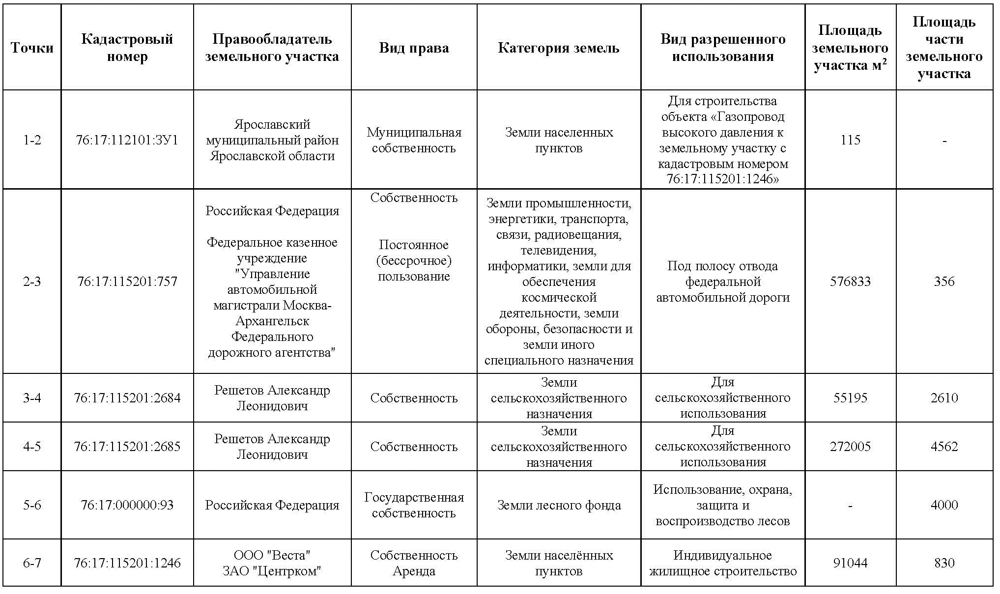 Точки
Кадастровый
номер
Правообладатель
земельного участка
Вид права
Категория земель
Вид разрешенного
использования
Площадь
земельного
участка м²
Площадь
части
земельного
участка
1-2
76:17:112101:ЗУ1
Ярославский
муниципальный район
Ярославской области
Муниципальная
собственность
Земли населенных
пунктов
Для строительства
объекта «Газопровод
высокого давления к
земельному участку с
кадастровым номером
76:17:115201:1246»
115
-
2-3
76:17:115201:757
Российская Федерация
Федеральное казенное
учреждение
"Управление
автомобильной
магистрали Москва-
Архангельск
Федерального
дорожного агентства"
Собственность
Постоянное
(бессрочное)
пользование
Земли промышленности,
энергетики, транспорта,
связи, радиовещания,
телевидения,
информатики, земли для
обеспечения
космической
деятельности, земли
обороны, безопасности и
земли иного
специального назначения
Под полосу отвода
федеральной
автомобильной дороги
576833
356
3-4
76:17:115201:2684
Решетов Александр
Леонидович
Собственность
Земли
сельскохозяйственного
назначения
Для
сельскохозяйственного
использования
55195
2610
4-5
76:17:115201:2685
Решетов Александр
Леонидович
Собственность
Земли
сельскохозяйственного
назначения
Для
сельскохозяйственного
использования
272005
4562
5-6
76:17:000000:93
Российская Федерация
Государственная
собственность
Земли лесного фонда
Использование, охрана,
защита и
воспроизводство лесов
-
4000
6-7
76:17:115201:1246
ООО "Веста"
ЗАО "Центрком"
Собственность
Аренда
Земли населённых
пунктов
Индивидуальное
жилищное строительство
91044
830